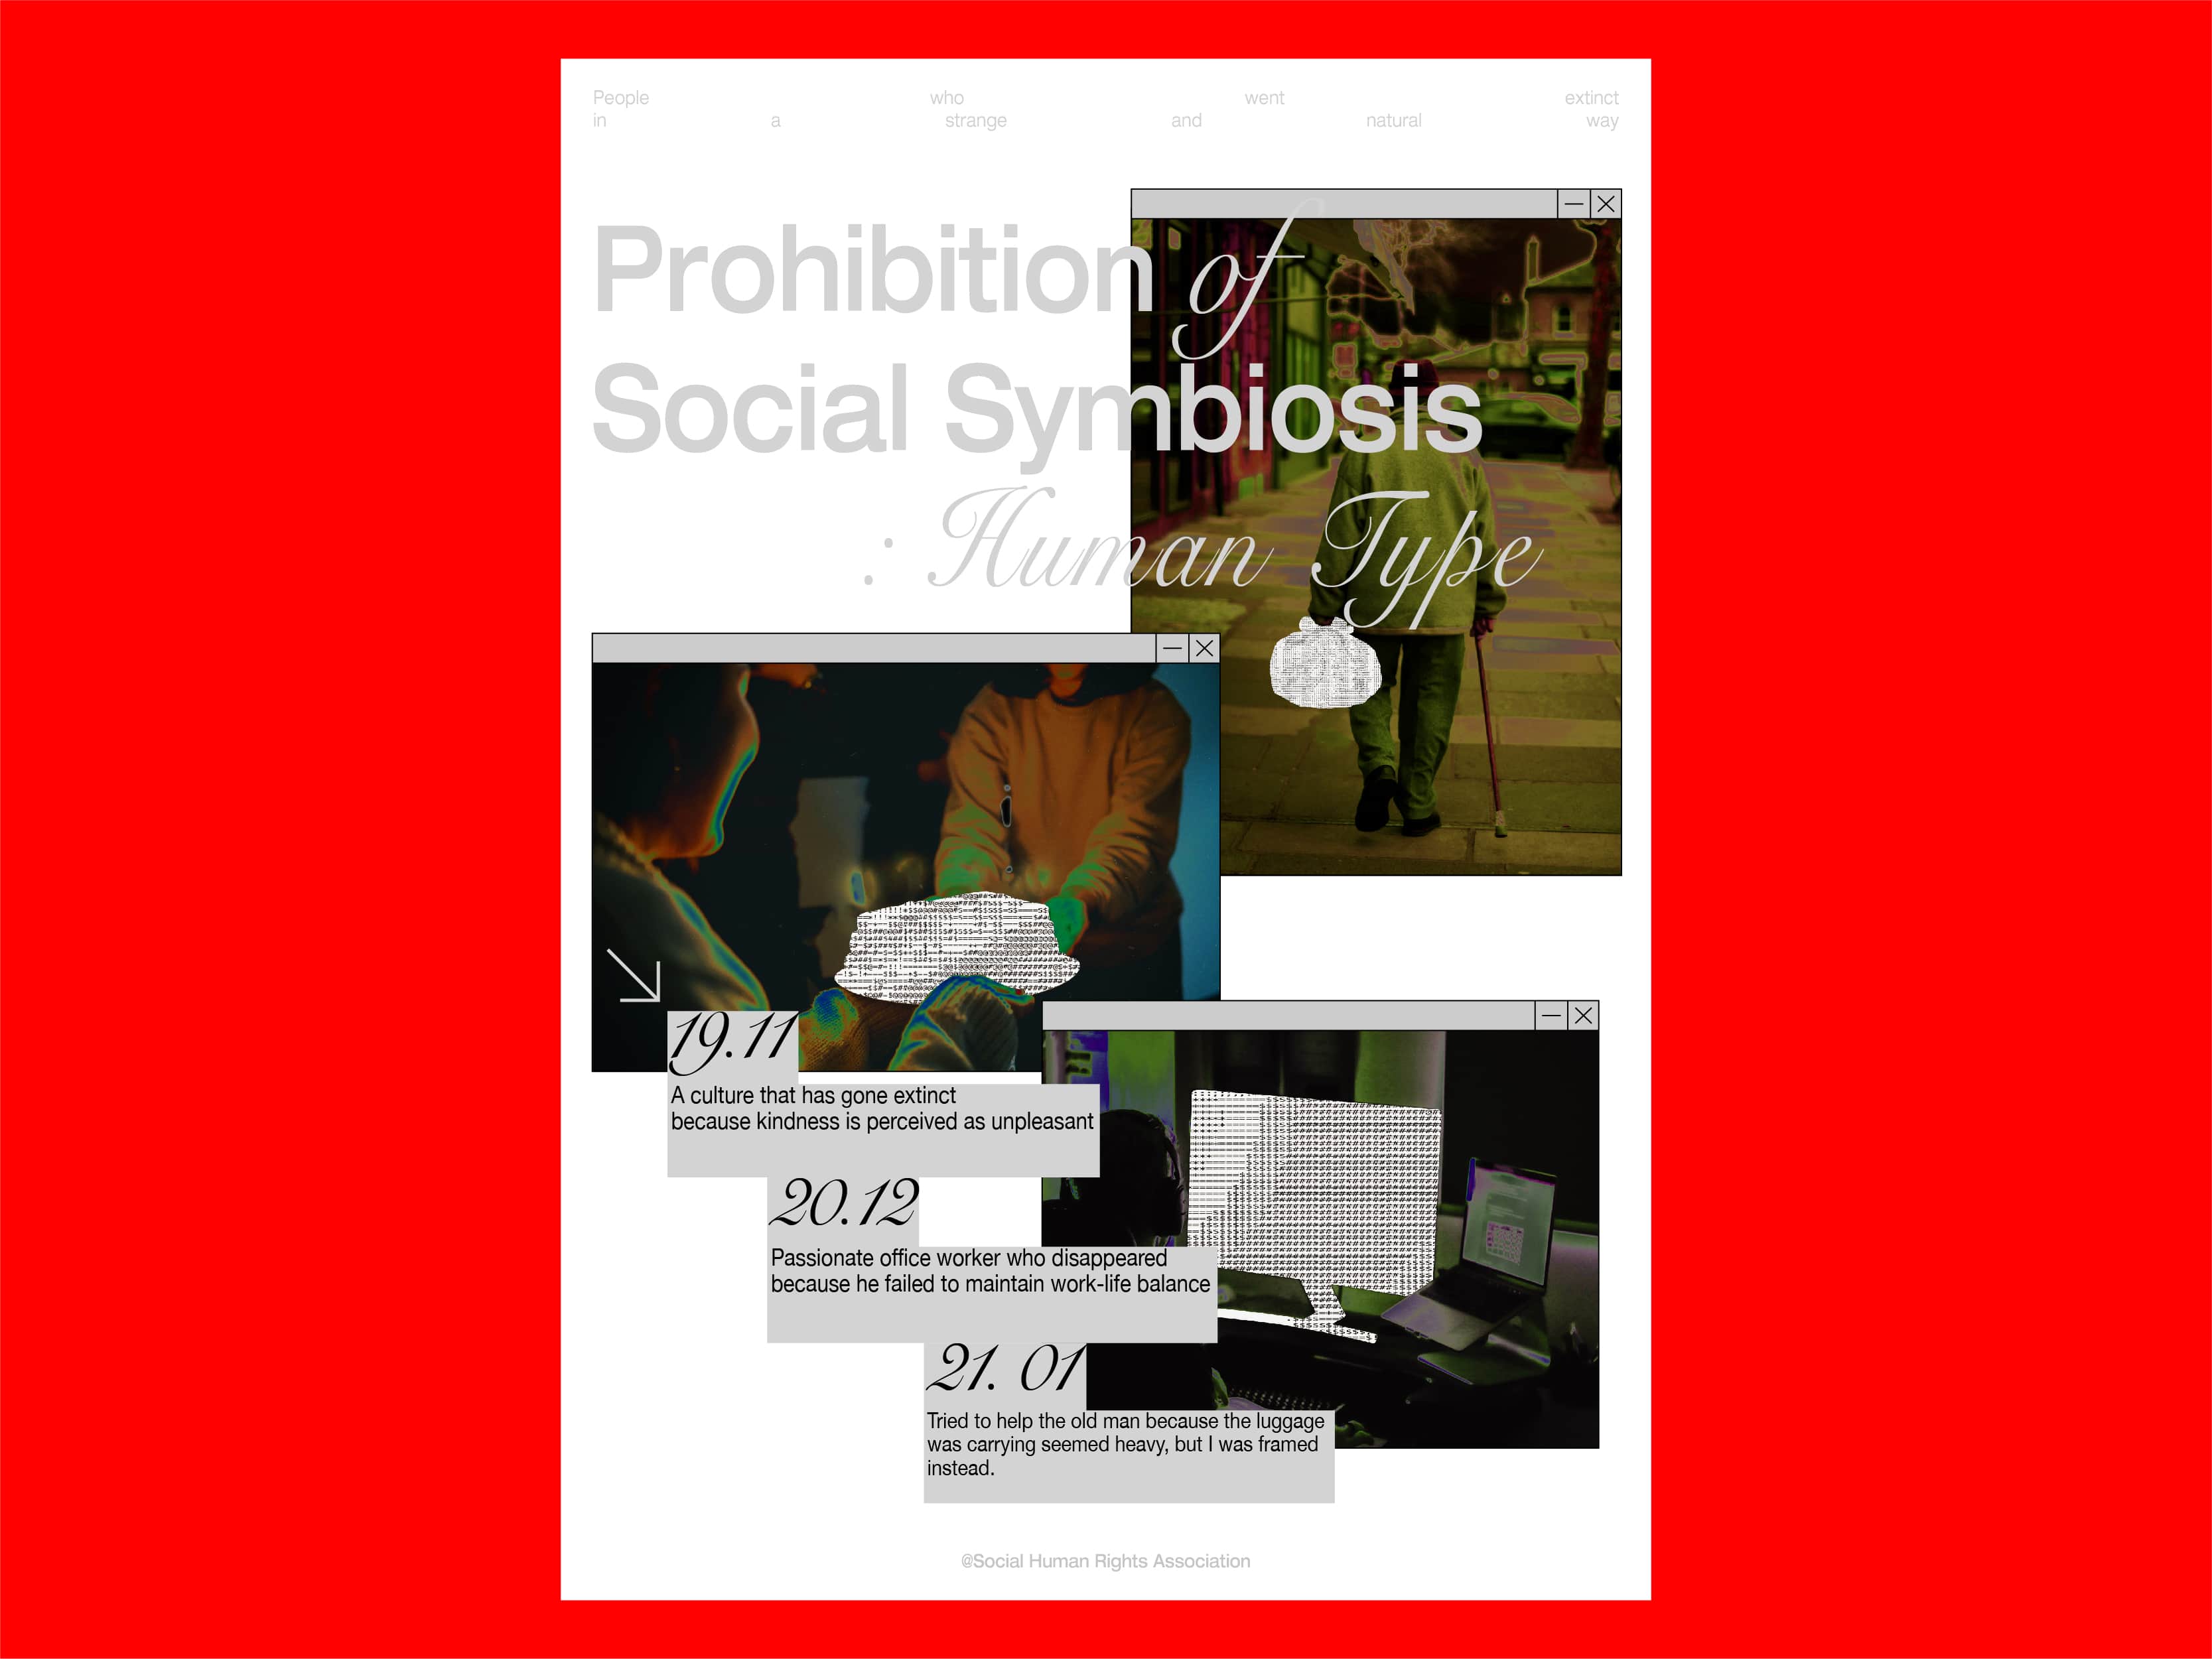 People who went extinct
in a strange and natural way
Prohibition of
Social Symbiosis
: Human Type
19.11
A culture that has gone extinct
because kindness is perceived as unpleasant
20.12
Passionate office worker who disappeared
because he failed to maintain work-life balance
21. 01
Tried to help the old man because the luggage
was carrying seemed heavy, but I was framed
instead.
@Social Human Rights Association